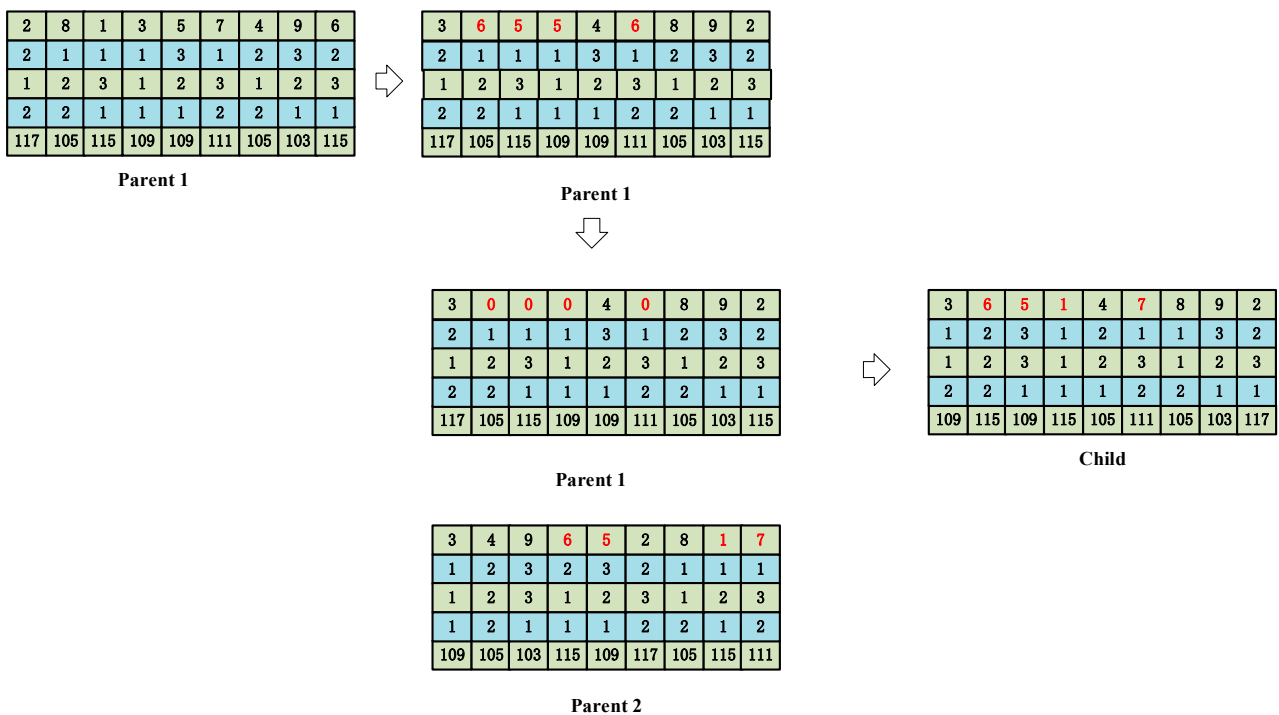 2 8 1 3 5 7 4 9 6
2 1 1 1 3 1 2 3 2
1 2 3 1 2 3 1 2 3
2 2 1 1 1 2 2 1 1
117 105 115 109 109 111 105 103 115
Parent 1
3 6 5 5 4 6 8 9 2
2 1 1 1 3 1 2 3 2
1 2 3 1 2 3 1 2 3
2 2 1 1 1 2 2 1 1
117 105 115 109 109 111 105 103 115
Parent 1
3 0 0 0 4 0 8 9 2
2 1 1 1 3 1 2 3 2
1 2 3 1 2 3 1 2 3
2 2 1 1 1 2 2 1 1
117 105 115 109 109 111 105 103 115
Parent 1
3 6 5 1 4 7 8 9 2
1 2 3 1 2 1 1 3 2
1 2 3 1 2 3 1 2 3
2 2 1 1 1 2 2 1 1
109 115 109 115 105 111 105 103 117
Child
3 4 9 6 5 2 8 1 7
1 2 3 2 3 2 1 1 1
1 2 3 1 2 3 1 2 3
1 2 1 1 1 2 2 1 2
109 105 103 115 109 117 105 115 111
Parent 2